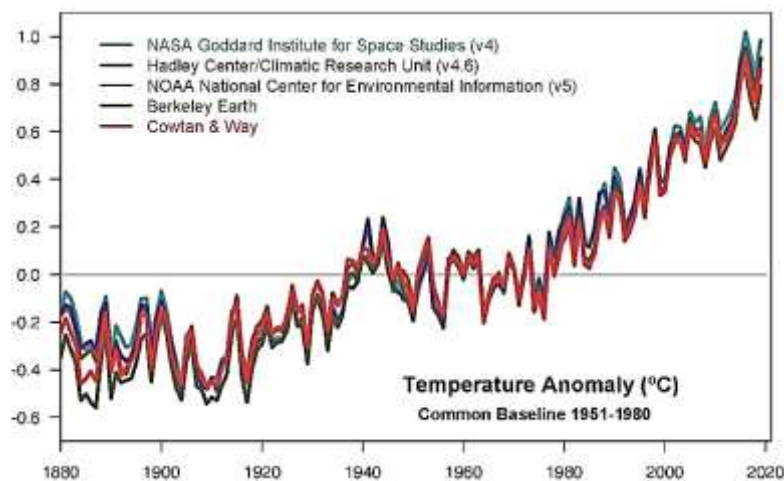 1.0
0.8
0.6
0.4
0.2
0.0
-0.2
-0.4
-0.6
NASA Goddard Institute for Space Studies (v4)
Hadley Center/Climatic Research Unit (v4.6)
NOAA National Center for Environmental Information (v5)
Berkeley Earth
Cowtan & Way
Temperature Anomaly (ºC)
Common Baseline 1951-1980
1880 1900 1920 1940 1960 1980 2000 2020